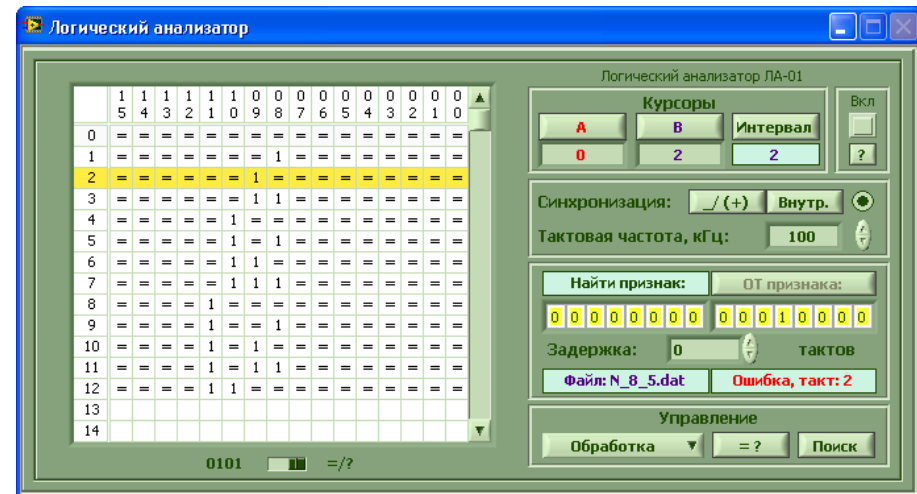 Логический анализатор
Логический анализатор ЛА-01
1 1 1 1 1 1 0 0 0 0 0 0 0 0 0 0
5 4 3 2 1 0 9 8 7 6 5 4 3 2 1 0
0 = = = = = = = = = = = = = = = =
1 = = = = = = = 1 = = = = = = = =
2 = = = = = = 1 = = = = = = = = =
3 = = = = = = 1 1 = = = = = = = =
4 = = = = = 1 = = = = = = = = = =
5 = = = = = 1 = 1 = = = = = = = =
6 = = = = = 1 1 = = = = = = = = =
7 = = = = = 1 1 1 = = = = = = = =
8 = = = = 1 = = = = = = = = = = =
9 = = = = 1 = = 1 = = = = = = = =
10 = = = = 1 = 1 = = = = = = = = =
11 = = = = 1 = 1 1 = = = = = = = =
12 = = = = 1 1 = = = = = = = = = =
13
14
0101 =/?
Курсоры
A B Интервал
0 2 2
Вкл
?
Синхронизация: _/ (+) Внутр.
Тактовая частота, кГц: 100
Найти признак: ОТ признака:
0 0 0 0 0 0 0 0 0 0 0 1 0 0 0 0
Задержка: 0 тактов
Файл: N_8_5.dat Ошибка, такт: 2
Управление
Обработка = ? Поиск